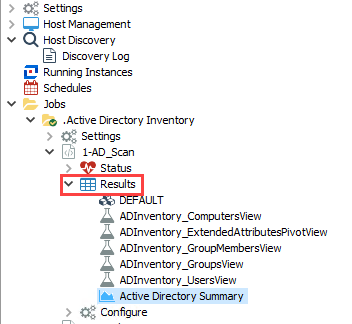 Settings
Host Management
Host Discovery
Discovery Log
Running Instances
Schedules
Jobs
.Active Directory Inventory
Settings
1-AD_Scan
Status
Results
DEFAULT
ADInventory_ComputersView
ADInventory_ExtendedAttributesPivotView
ADInventory_GroupMembersView
ADInventory_GroupsView
ADInventory_UsersView
Active Directory Summary
Configure